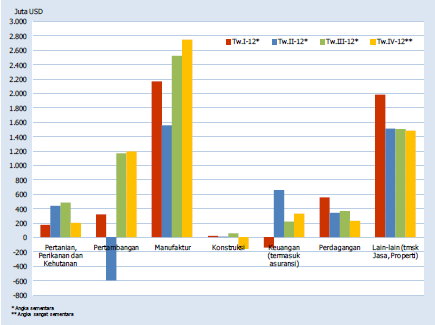 Juta USD
3.000
2.800
2.600
2.400
2.200
2.000
1.800
1.600
1.400
1.200
1.000
800
600
400
200
0
-200
-400
-600
-800
Tw.I-12* Tw.II-12* Tw.III-12* Tw.IV-12**
Pertanian, Perikanan dan Kehutanan
Pertambangan
Manufaktur
Konstruksi
Keuangan (termasuk asuransi)
Perdagangan
Lain-lain (tmsk Jasa, Properti)
* Angka sementara
** Angka sangat sementara